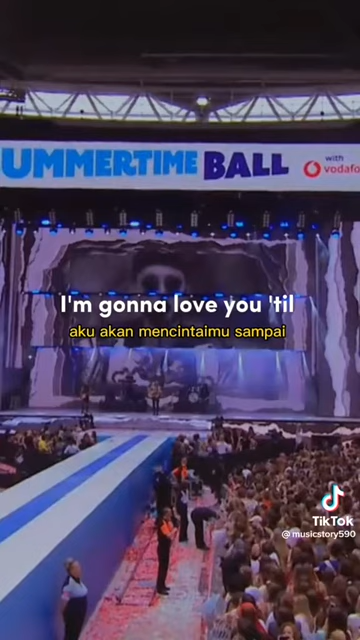 UMMERTIME BALL
with
vodafo
I'm gonna love you 'til
aku akan mencintaimu sampai
TikTok
@musicstory590